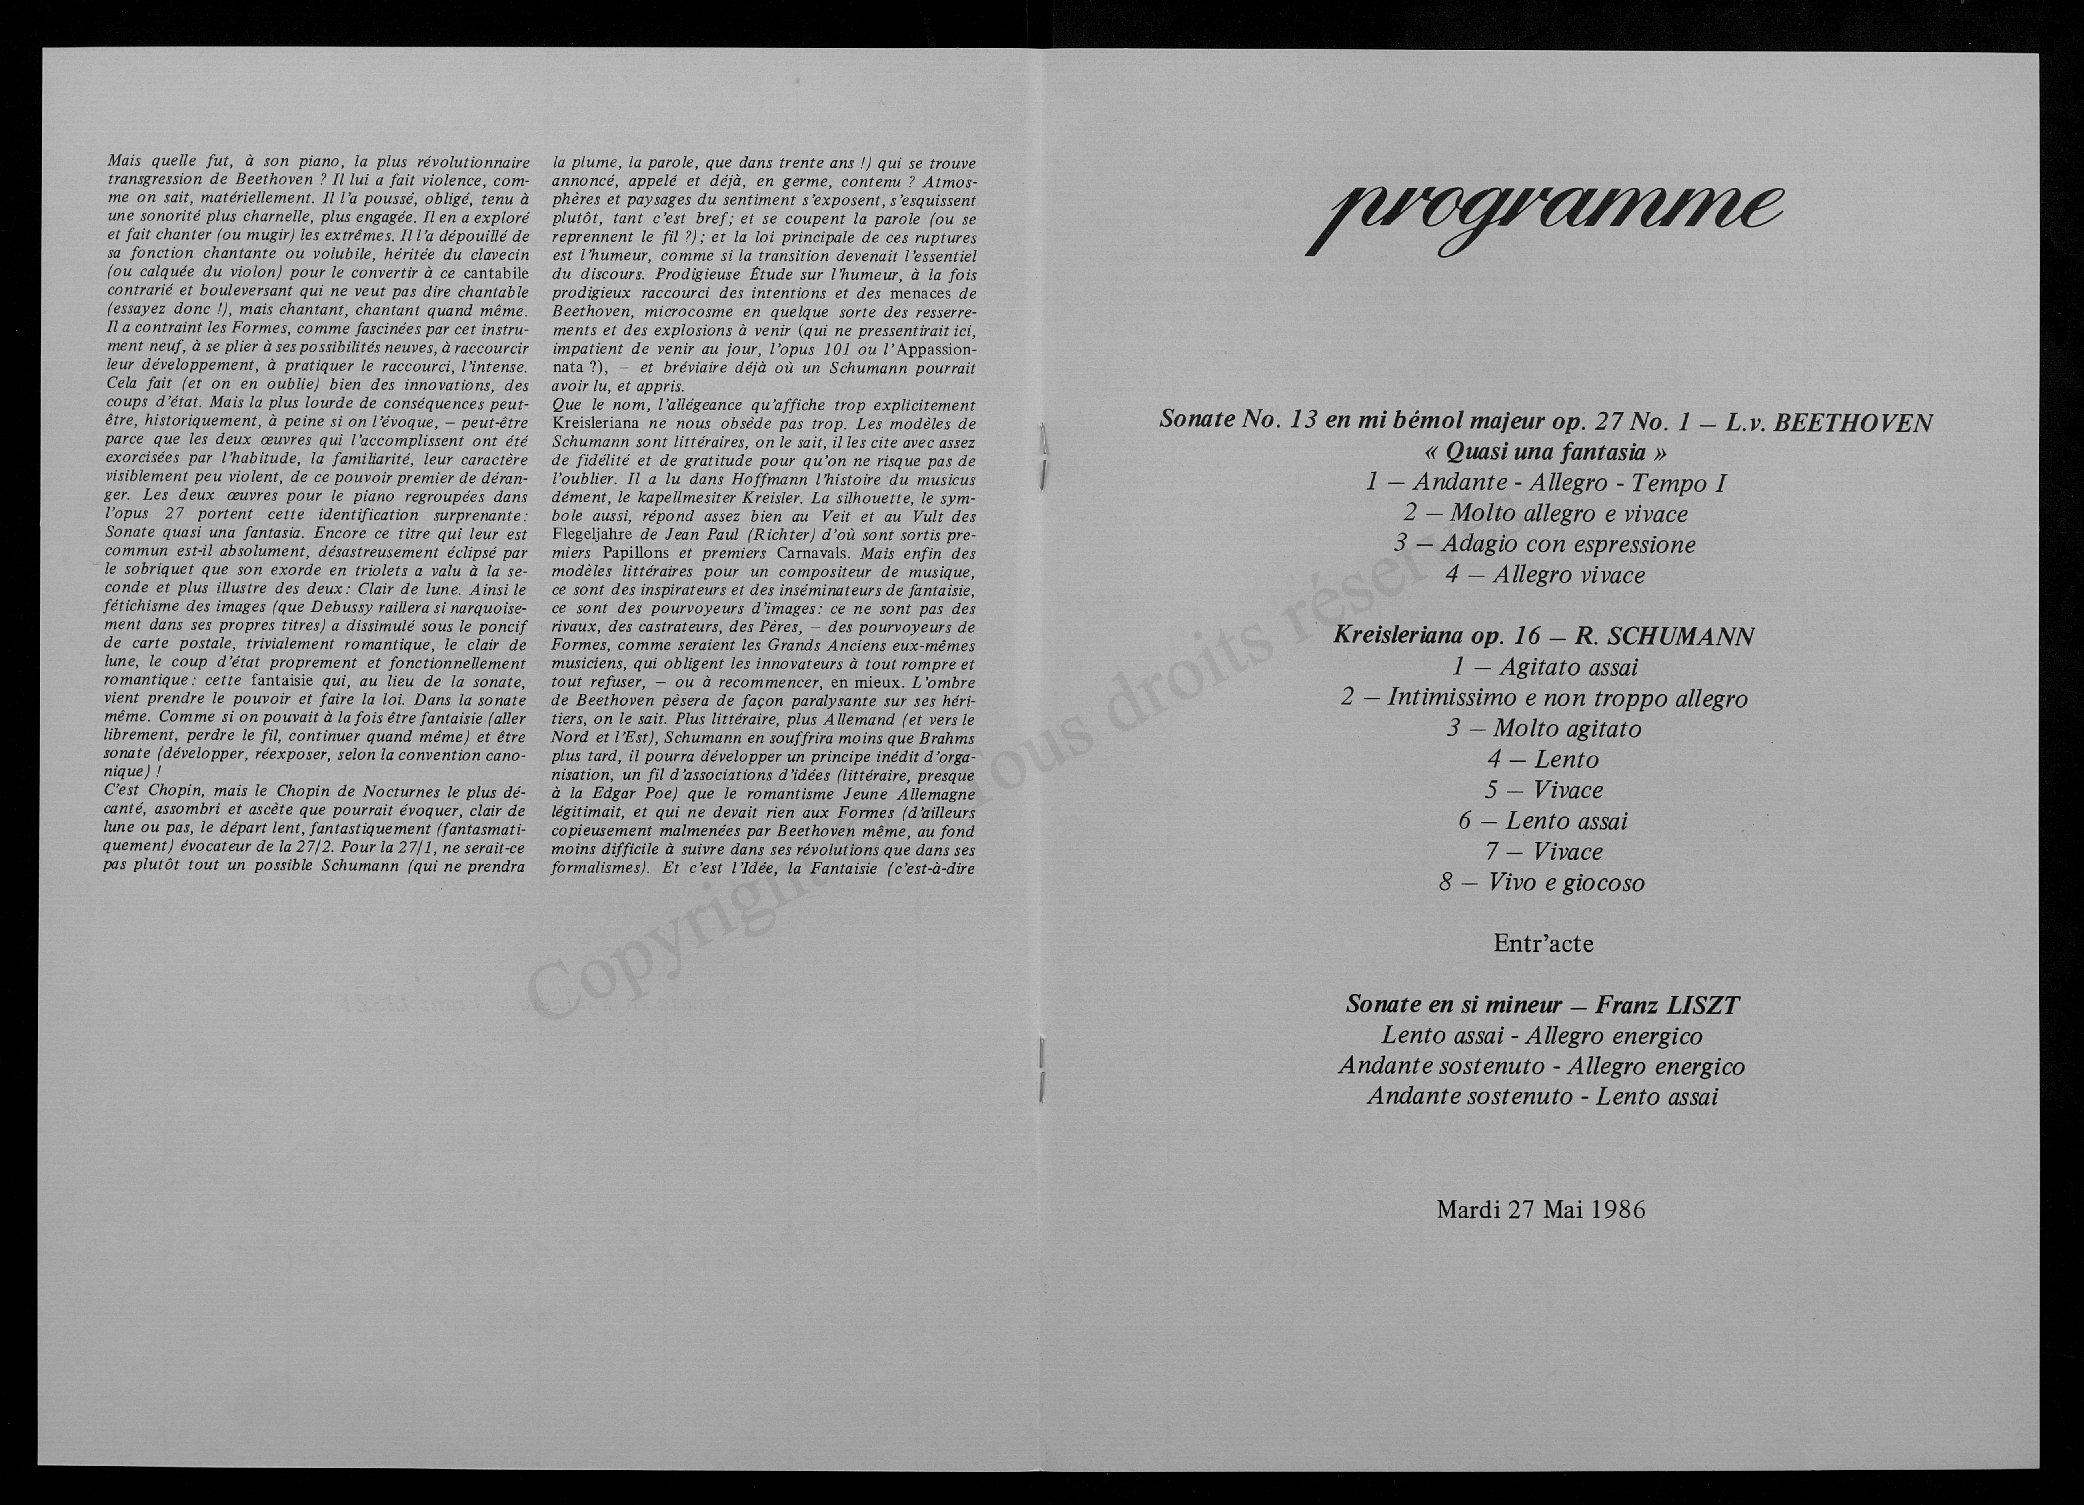 Mais quelle fut, à son piano, la plus révolutionnaire
transgression de Beethoven ? Il lui a fait violence, com-
me on sait, matériellement. Il l'a poussé, obligé, tenu à
une sonorité plus charnelle, plus engagée. Il en a exploré
et fait chanter (ou mugir) les extrêmes. Il l'a dépouillé de
sa fonction chantante ou volubile, héritée du clavecin
(ou calquée du violon) pour le convertir à ce cantabile
contrarié et bouleversant qui ne veut pas dire chantable
(essayez donc !), mais chantant, chantant quand même.
Il a contraint les Formes, comme fascinées par cet instru-
ment neuf, à se plier à ses possibilités neuves, à raccourcir
leur développement, à pratiquer le raccourci, l'intense.
Cela fait (et on en oublie) bien des innovations, des
coups d'état. Mais la plus lourde de conséquences peut-
être, historiquement, à peine si on l'évoque, – peut-être
parce que les deux œuvres qui l'accomplissent ont été
exorcisées par l'habitude, la familiarité, leur caractère
visiblement peu violent, de ce pouvoir premier de déran-
ger. Les deux œuvres pour le piano regroupées dans
l'opus 27 portent cette identification surprenante:
Sonate quasi una fantasia. Encore ce titre qui leur est
commun est-il absolument, désastreusement éclipsé par
le sobriquet que son exorde en triolets a valu à la se-
conde et plus illustre des deux: Clair de lune. Ainsi le
fétichisme des images (que Debussy raillera si narquoise-
ment dans ses propres titres) a dissimulé sous le poncif
de carte postale, trivialement romantique, le clair de
lune, le coup d'état proprement et fonctionnellement
romantique: cette fantaisie qui, au lieu de la sonate,
vient prendre le pouvoir et faire la loi. Dans la sonate
même. Comme si on pouvait à la fois être fantaisie (aller
librement, perdre le fil, continuer quand même) et être
sonate (développer, réexposer, selon la convention cano-
nique) !
C'est Chopin, mais le Chopin de Nocturnes le plus dé-
canté, assombri et ascète que pourrait évoquer, clair de
lune ou pas, le départ lent, fantastiquement (fantasmati-
quement) évocateur de la 27/2. Pour la 27/1, ne serait-ce
pas plutôt tout un possible Schumann (qui ne prendra
la plume, la parole, que dans trente ans !) qui se trouve
annoncé, appelé et déjà, en germe, contenu ? Atmos-
phères et paysages du sentiment s'exposent, s'esquissent
plutôt, tant c'est bref; et se coupent la parole (ou se
reprennent le fil ?); et la loi principale de ces ruptures
est l'humeur, comme si la transition devenait l'essentiel
du discours. Prodigieuse Étude sur l'humeur, à la fois
prodigieux raccourci des intentions et des menaces de
Beethoven, microcosme en quelque sorte des resserre-
ments et des explosions à venir (qui ne pressentirait ici,
impatient de venir au jour, l'opus 101 ou l'Appassion-
nata ?), – et bréviaire déjà où un Schumann pourrait
avoir lu, et appris.
Que le nom, l'allégeance qu'affiche trop explicitement
Kreisleriana ne nous obsède pas trop. Les modèles de
Schumann sont littéraires, on le sait, il les cite avec assez
de fidélité et de gratitude pour qu'on ne risque pas de
l'oublier. Il a lu dans Hoffmann l'histoire du musicus
dément, le kapellmesiter Kreisler. La silhouette, le sym-
bole aussi, répond assez bien au Veit et au Vult des
Flegeljahre de Jean Paul (Richter) d'où sont sortis pre-
miers Papillons et premiers Carnavals. Mais enfin des
modèles littéraires pour un compositeur de musique,
ce sont des inspirateurs et des inséminateurs de fantaisie,
ce sont des pourvoyeurs d'images: ce ne sont pas des
rivaux, des castrateurs, des Pères, – des pourvoyeurs de
Formes, comme seraient les Grands Anciens eux-mêmes
musiciens, qui obligent les innovateurs à tout rompre et
tout refuser, – ou à recommencer, en mieux. L'ombre
de Beethoven pèsera de façon paralysante sur ses héri-
tiers, on le sait. Plus littéraire, plus Allemand (et vers le
Nord et l'Est), Schumann en souffrira moins que Brahms
plus tard, il pourra développer un principe inédit d'orga-
nisation, un fil d'associations d'idées (littéraire, presque
à la Edgar Poe) que le romantisme Jeune Allemagne
légitimait, et qui ne devait rien aux Formes (d'ailleurs
copieusement malmenées par Beethoven même, au fond
moins difficile à suivre dans ses révolutions que dans ses
formalismes). Et c'est l'Idée, la Fantaisie (c'est-à-dire
programme
Sonate No. 13 en mi bémol majeur op. 27 No. 1 – L.v. BEETHOVEN
« Quasi una fantasia »
1 – Andante - Allegro - Tempo I
2 – Molto allegro e vivace
3 – Adagio con espressione
4 – Allegro vivace
Kreisleriana op. 16 – R. SCHUMANN
1 – Agitato assai
2 – Intimissimo e non troppo allegro
3 – Molto agitato
4 – Lento
5 – Vivace
6 – Lento assai
7 – Vivace
8 – Vivo e giocoso
Entr'acte
Sonate en si mineur – Franz LISZT
Lento assai - Allegro energico
Andante sostenuto - Allegro energico
Andante sostenuto - Lento assai
Mardi 27 Mai 1986
Copyright Tous droits réservés